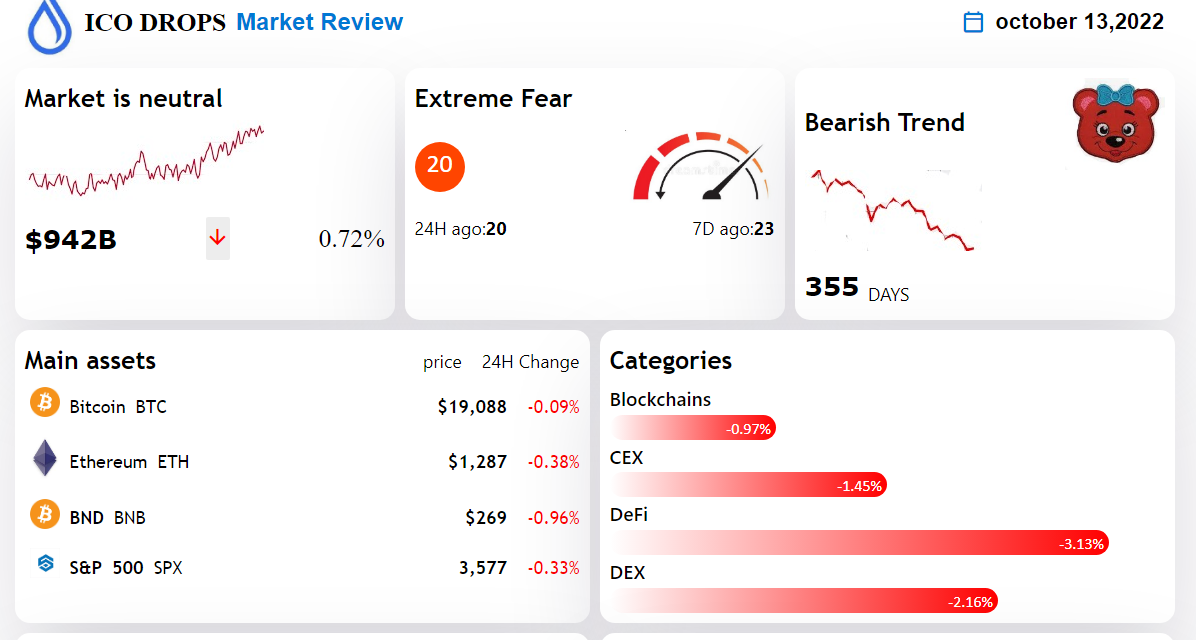 ICO DROPS Market Review
october 13,2022
Market is neutral
$942B 0.72%
Extreme Fear
20
24H ago:20 7D ago:23
Bearish Trend
355 DAYS
Main assets price 24H Change
Bitcoin BTC $19,088 -0.09%
Ethereum ETH $1,287 -0.38%
BND BNB $269 -0.96%
S&P 500 SPX 3,577 -0.33%
Categories
Blockchains
-0.97%
CEX
-1.45%
DeFi
-3.13%
DEX
-2.16%